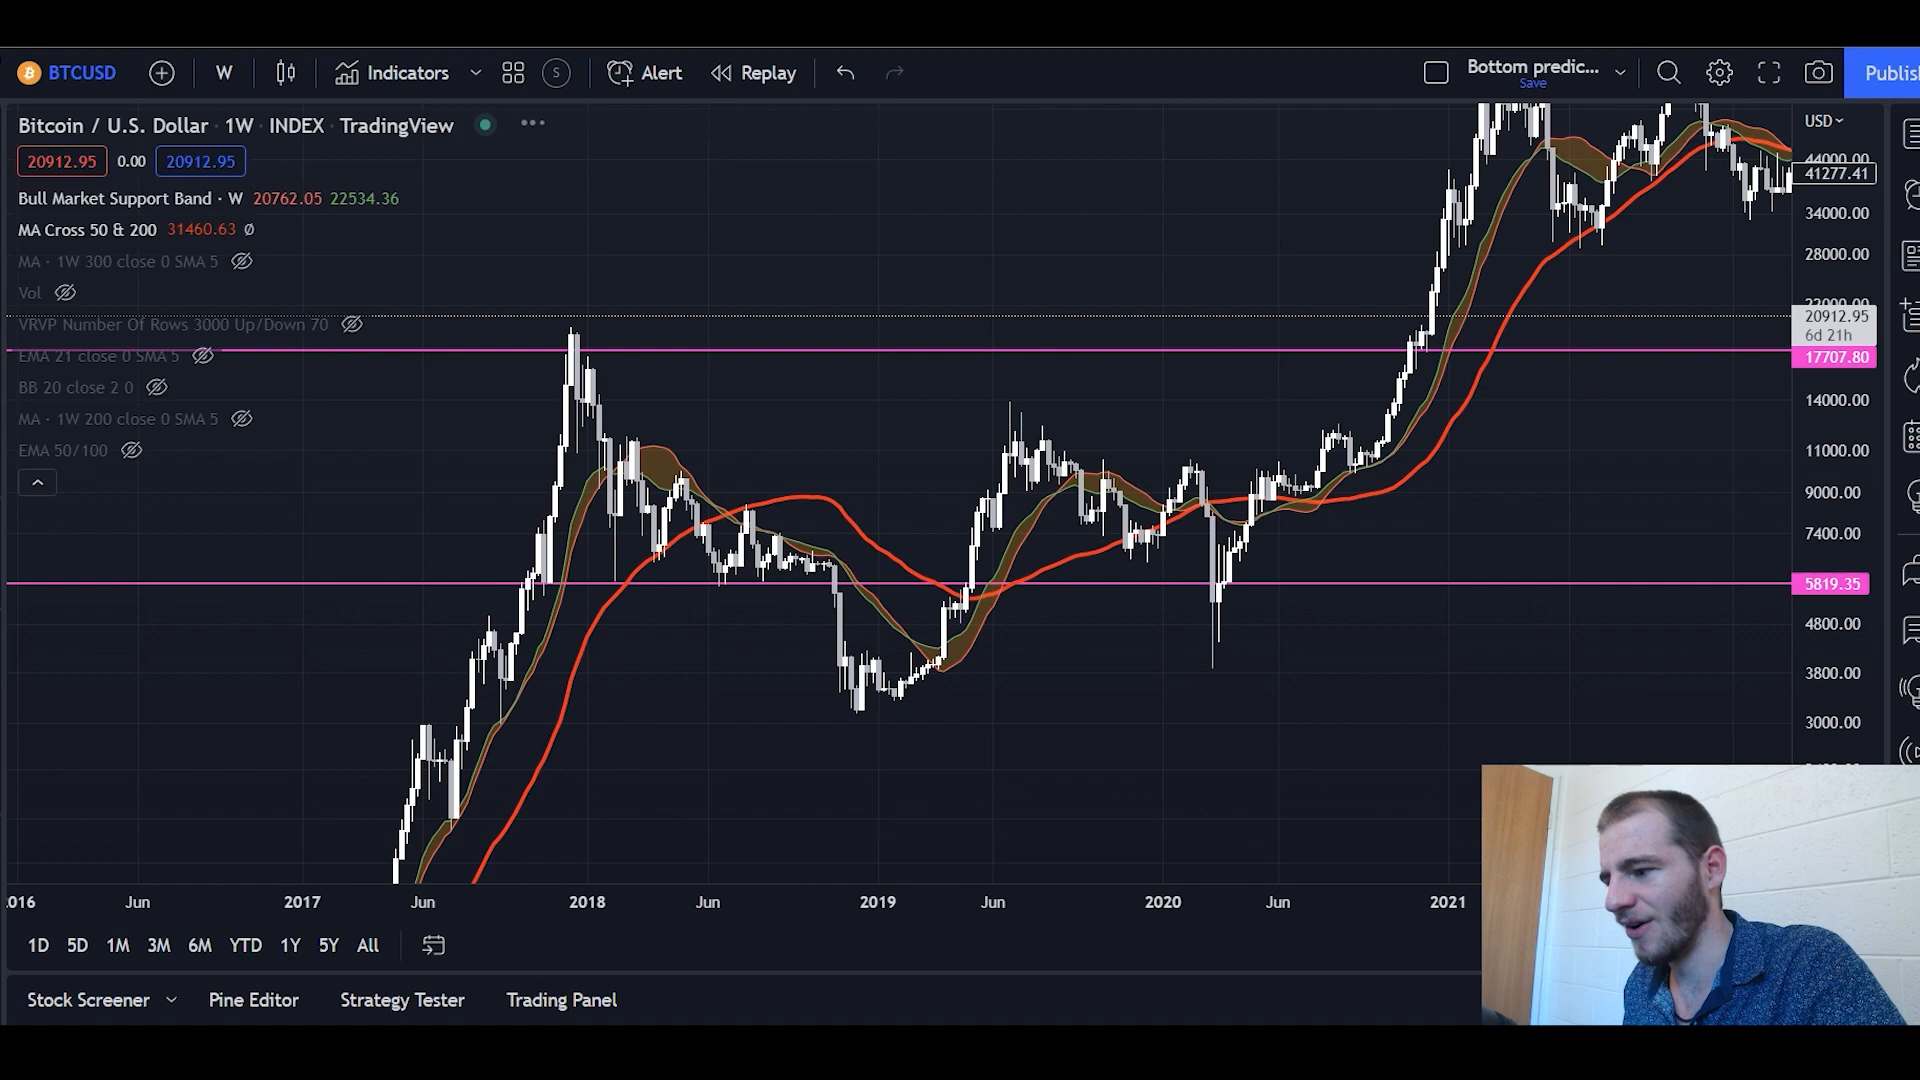 BTCUSD W Indicators S Alert Replay Bottom predic... Save Publis
Bitcoin / U.S. Dollar · 1W · INDEX · TradingView
20912.95 0.00 20912.95
Bull Market Support Band · W 20762.05 22534.36
MA Cross 50 & 200 31460.63 Ø
MA · 1W 300 close 0 SMA 5
Vol
VRVP Number Of Rows 3000 Up/Down 70
EMA 21 close 0 SMA 5
BB 20 close 2 0
MA · 1W 200 close 0 SMA 5
EMA 50/100
USD
44000.00
41277.41
34000.00
28000.00
22000.00
20912.95
6d 21h
17707.80
14000.00
11000.00
9000.00
7400.00
5819.35
4800.00
3800.00
3000.00
2016 Jun 2017 Jun 2018 Jun 2019 Jun 2020 Jun 2021
1D 5D 1M 3M 6M YTD 1Y 5Y All
Stock Screener Pine Editor Strategy Tester Trading Panel